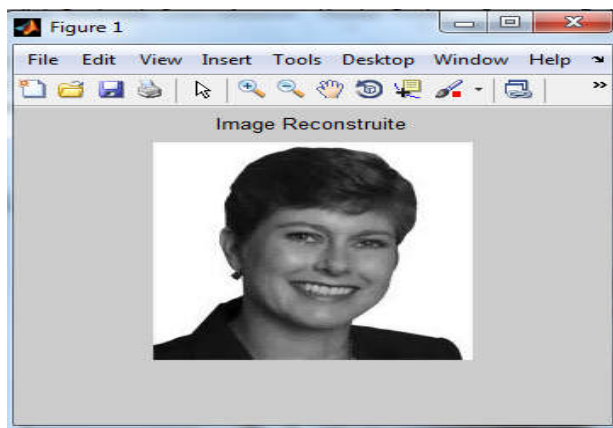 Figure 1
File Edit View Insert Tools Desktop Window Help
Image Reconstruite